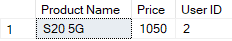 Product Name Price User ID
1 S20 5G 1050 2